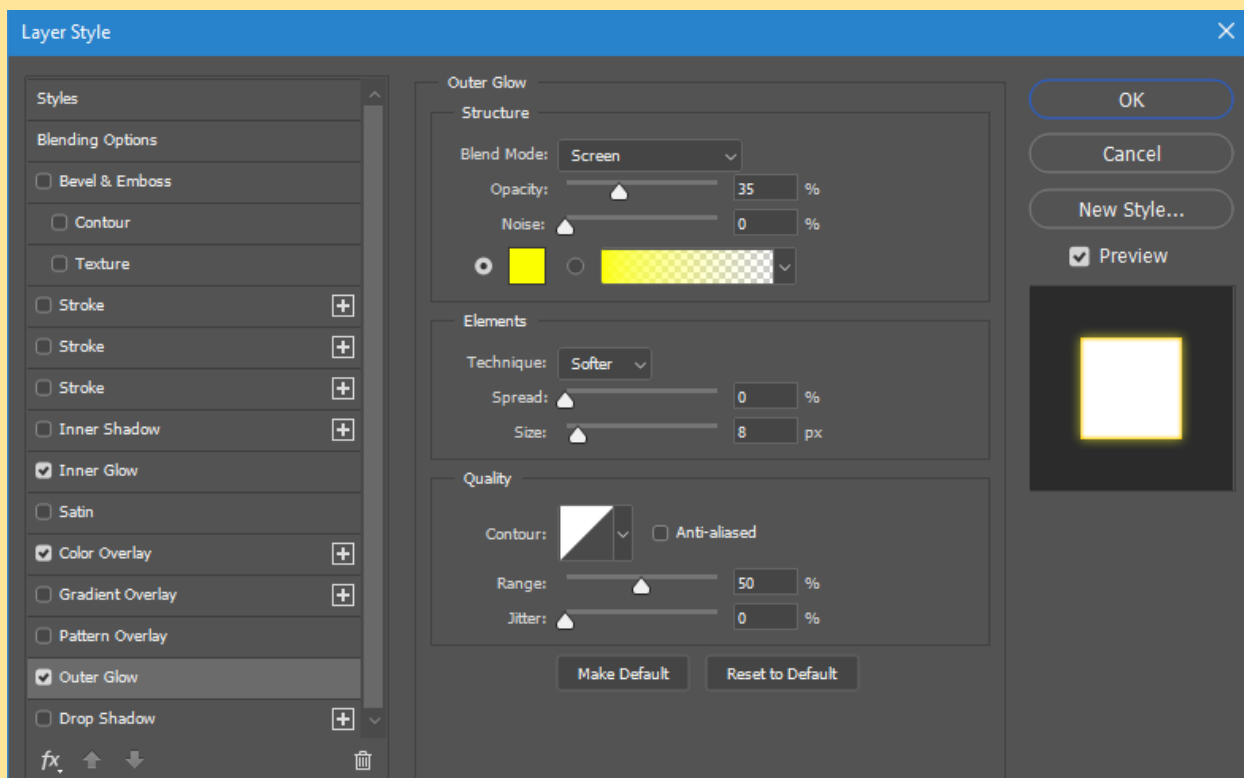 Layer Style
Styles
Blending Options
Bevel & Emboss
Contour
Texture
Stroke
Stroke
Stroke
Inner Shadow
Inner Glow
Satin
Color Overlay
Gradient Overlay
Pattern Overlay
Outer Glow
Drop Shadow
fx
Outer Glow
Structure
Blend Mode: Screen
Opacity: 35 %
Noise: 0 %
Elements
Technique: Softer
Spread: 0 %
Size: 8 px
Quality
Contour: Anti-aliased
Range: 50 %
Jitter: 0 %
Make Default Reset to Default
OK
Cancel
New Style...
Preview